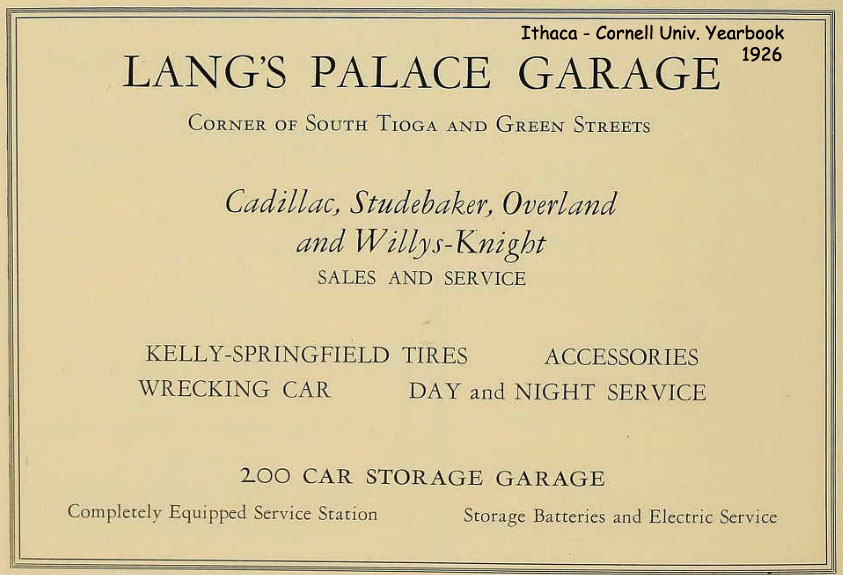 Ithaca - Cornell Univ. Yearbook
1926
LANG'S PALACE GARAGE
CORNER OF SOUTH TIOGA AND GREEN STREETS
Cadillac, Studebaker, Overland
and Willys-Knight
SALES AND SERVICE
KELLY-SPRINGFIELD TIRES ACCESSORIES
WRECKING CAR DAY and NIGHT SERVICE
200 CAR STORAGE GARAGE
Completely Equipped Service Station Storage Batteries and Electric Service